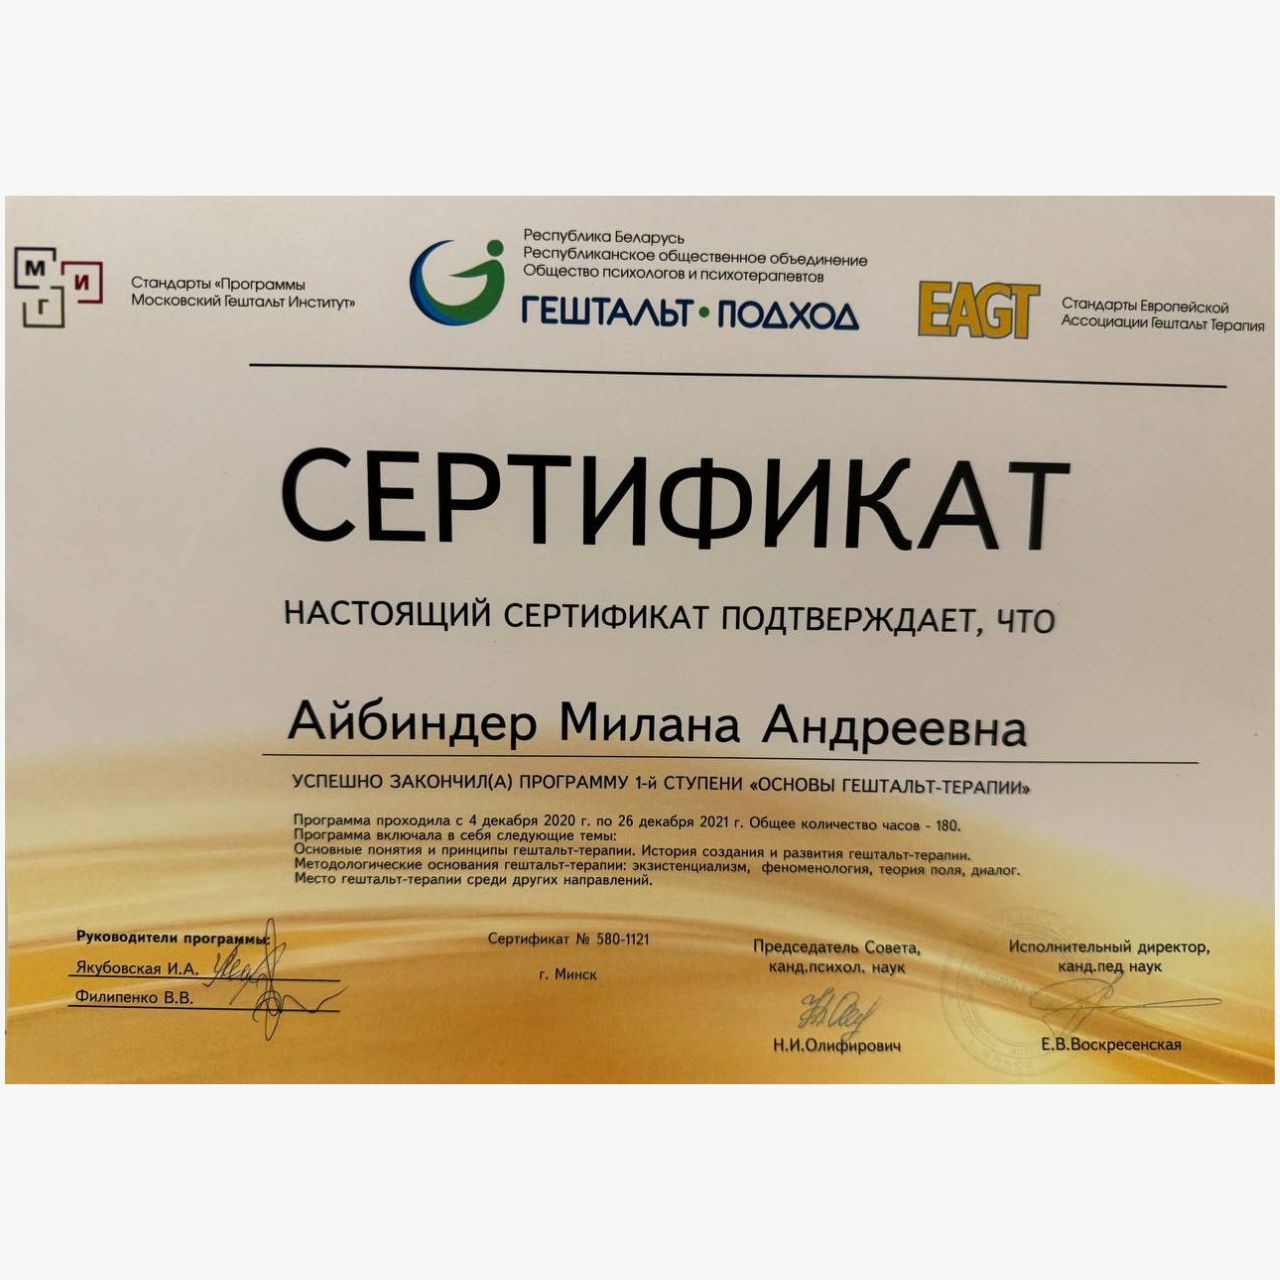 М
И
Г
Стандарты «Программы
Московский Гештальт Институт»
Республика Беларусь
Республиканское общественное объединение
Общество психологов и психотерапевтов
ГЕШТАЛЬТ•ПОДХОД
EAGT
Стандарты Европейской
Ассоциации Гештальт Терапия
СЕРТИФИКАТ
НАСТОЯЩИЙ СЕРТИФИКАТ ПОДТВЕРЖДАЕТ, ЧТО
Айбиндер Милана Андреевна
УСПЕШНО ЗАКОНЧИЛ(А) ПРОГРАММУ 1-й СТУПЕНИ «ОСНОВЫ ГЕШТАЛЬТ-ТЕРАПИИ»
Программа проходила с 4 декабря 2020 г. по 26 декабря 2021 г. Общее количество часов - 180.
Программа включала в себя следующие темы:
Основные понятия и принципы гештальт-терапии. История создания и развития гештальт-терапии.
Методологические основания гештальт-терапии: экзистенциализм, феноменология, теория поля, диалог.
Место гештальт-терапии среди других направлений.
Руководители программы:
Якубовская И.А.
Филипенко В.В.
Сертификат № 580-1121
г. Минск
Председатель Совета,
канд.психол. наук
Н.И.Олифирович
Исполнительный директор,
канд.пед наук
Е.В.Воскресенская